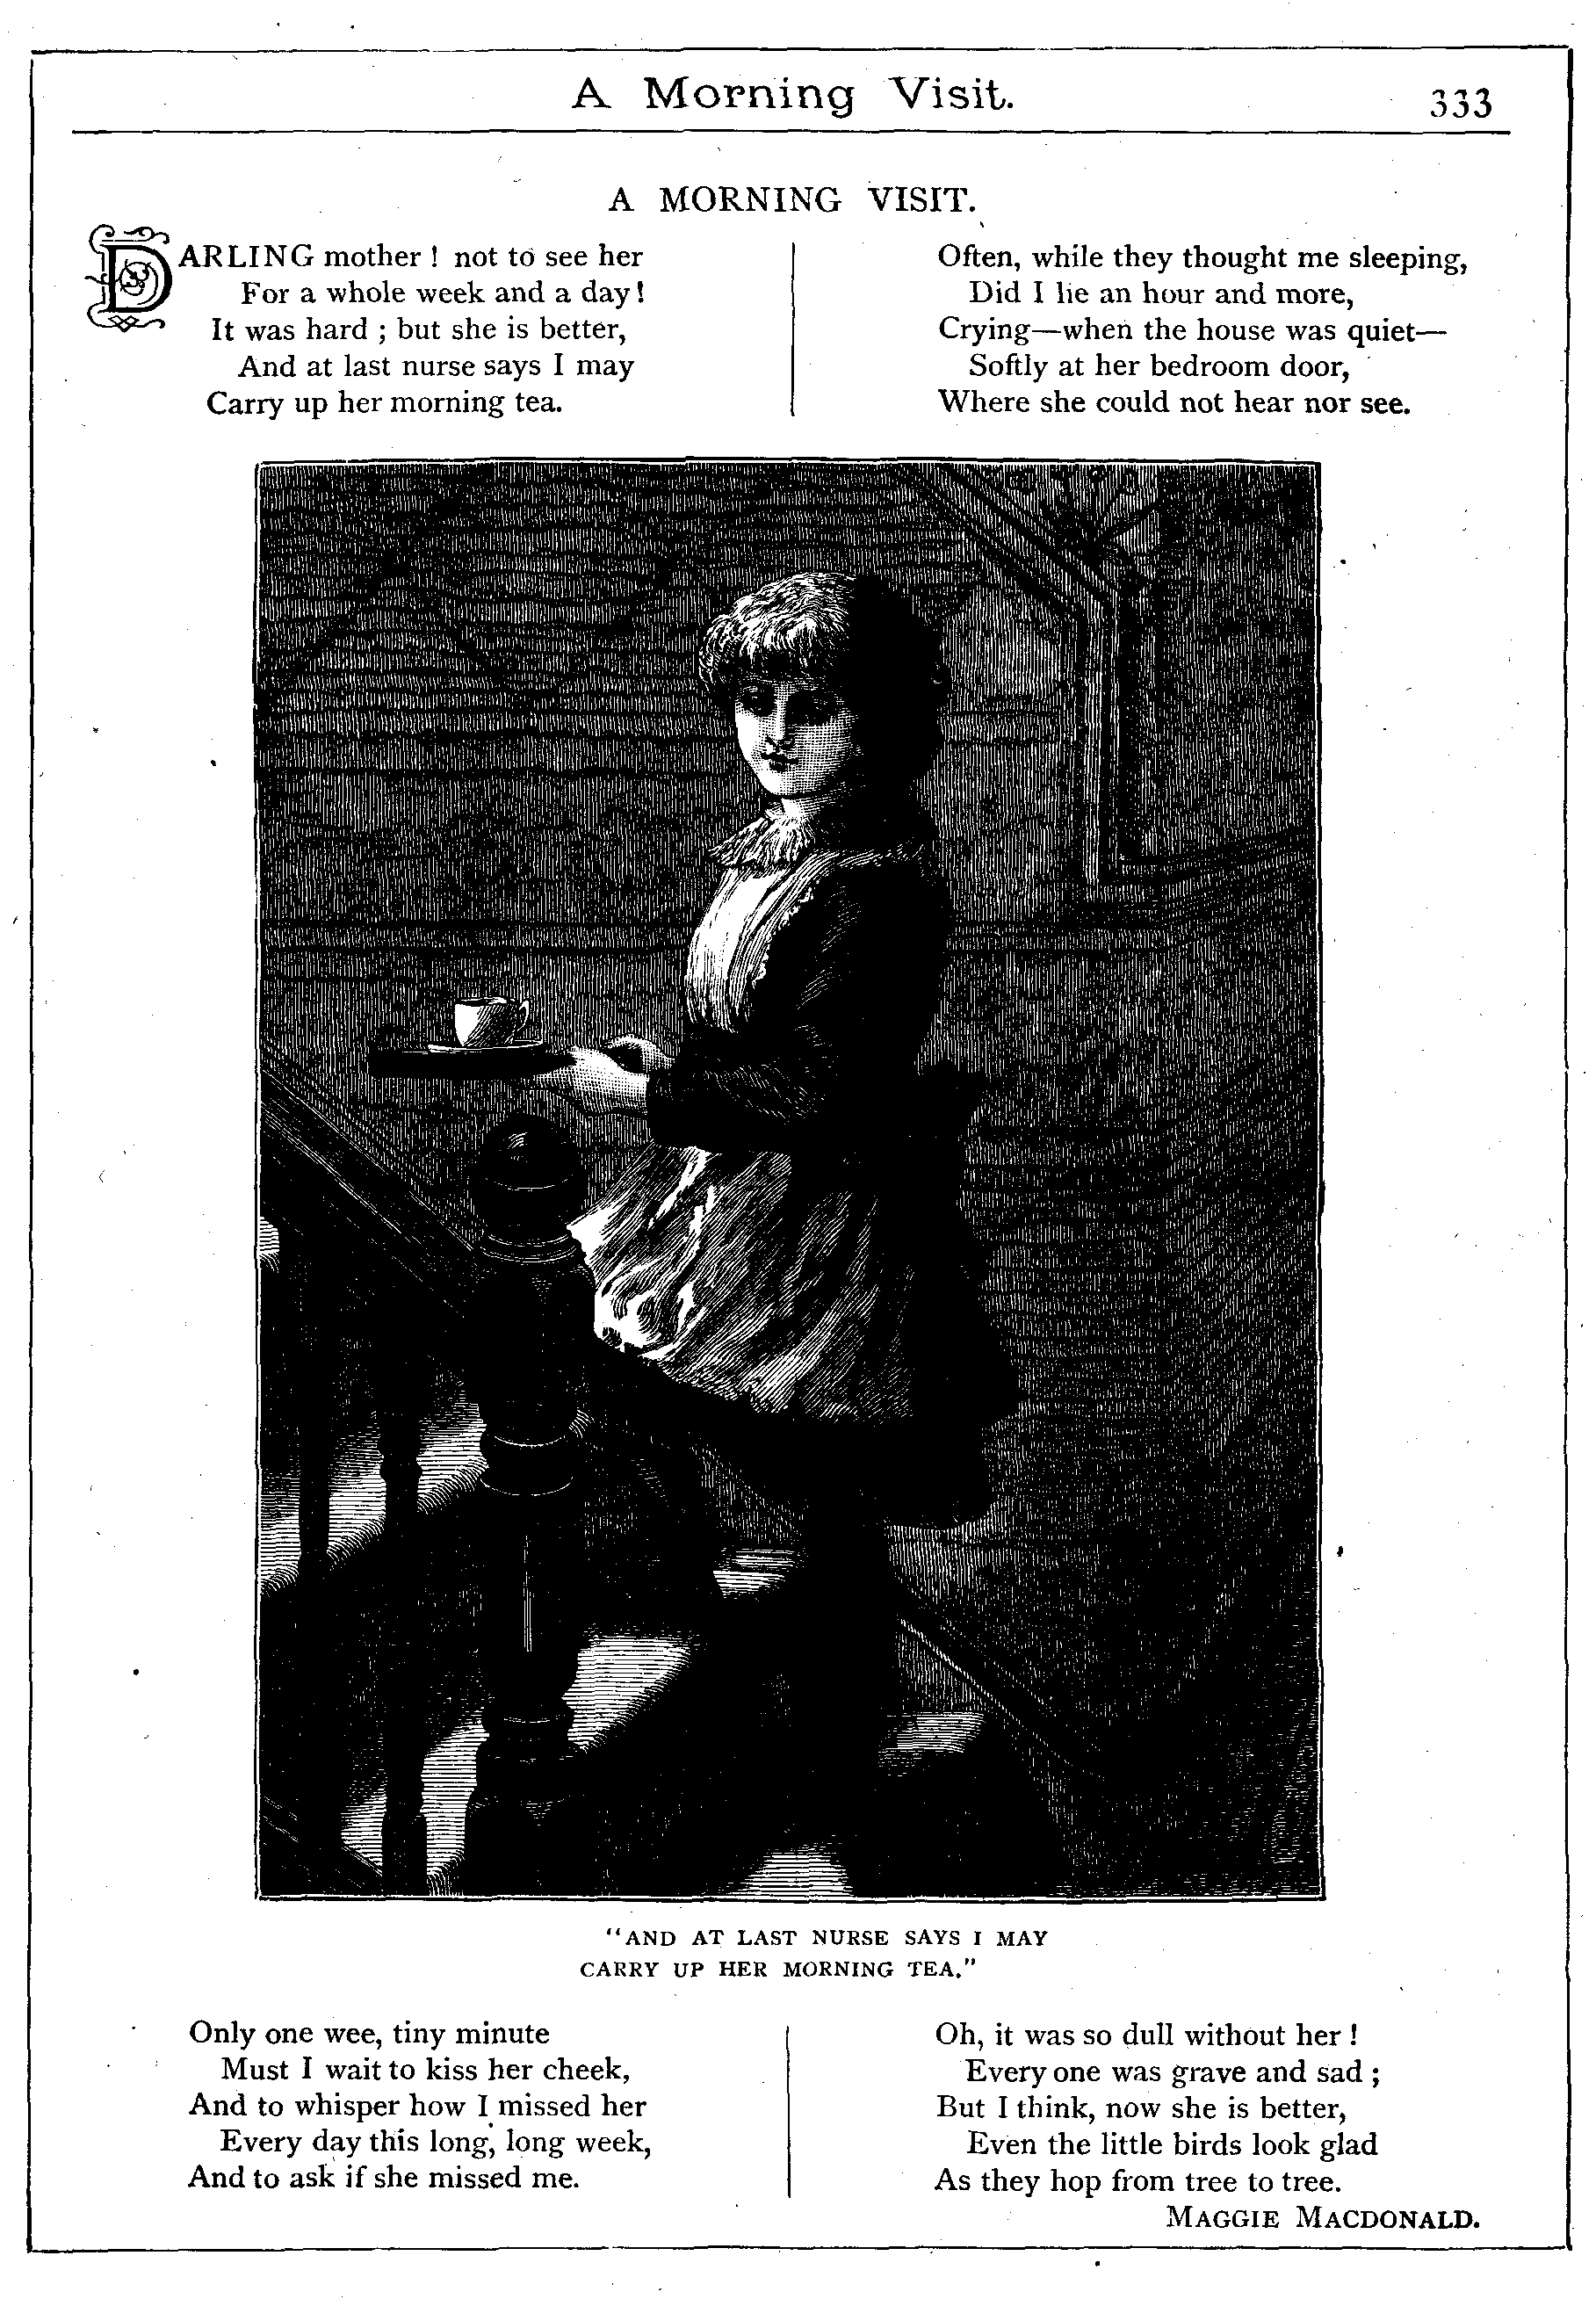 A Morning Visit.
333
A MORNING VISIT.
DARLING mother ! not to see her
For a whole week and a day!
It was hard ; but she is better,
And at last nurse says I may
Carry up her morning tea.
Often, while they thought me sleeping,
Did I lie an hour and more,
Crying—when the house was quiet—
Softly at her bedroom door,
Where she could not hear nor see.
"AND AT LAST NURSE SAYS I MAY
CARRY UP HER MORNING TEA."
Only one wee, tiny minute
Must I wait to kiss her cheek,
And to whisper how I missed her
Every day this long, long week,
And to ask if she missed me.
Oh, it was so dull without her !
Every one was grave and sad ;
But I think, now she is better,
Even the little birds look glad
As they hop from tree to tree.
MAGGIE MACDONALD.